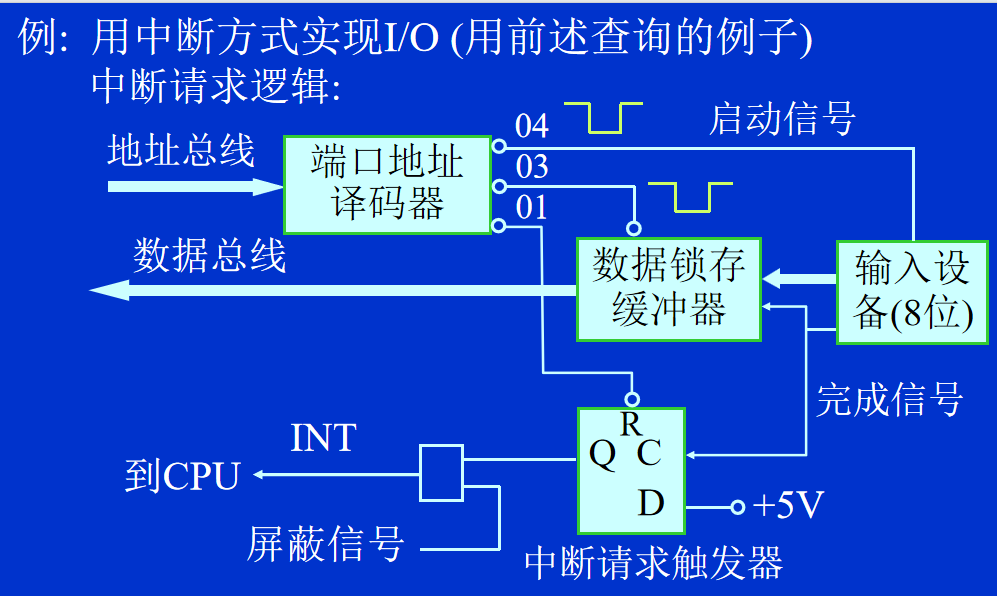 例: 用中断方式实现I/O (用前述查询的例子)
中断请求逻辑:
04
启动信号
地址总线
端口地址
译码器
03
01
数据总线
数据锁存
缓冲器
输入设
备(8位)
完成信号
INT
R
Q C
到CPU
D
+5V
屏蔽信号
中断请求触发器